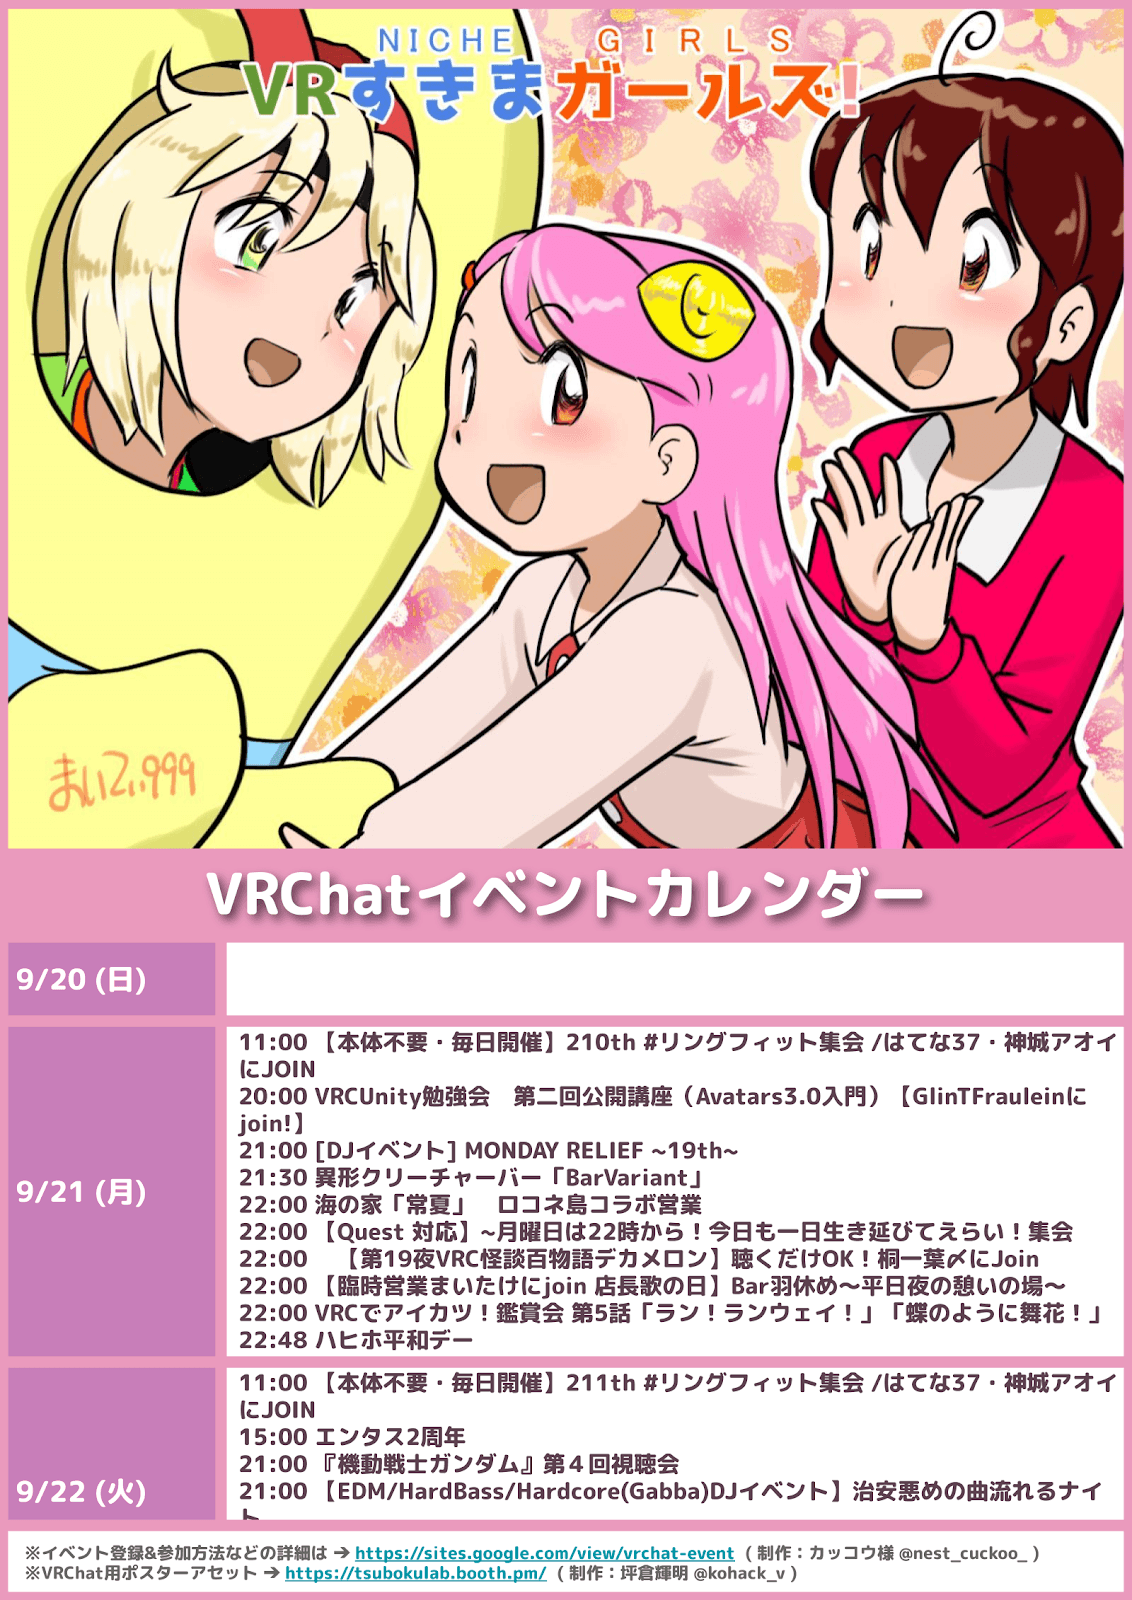 NICHE GIRLS
VRすきまガールズ!
まいてぃ999
VRChatイベントカレンダー
9/20 (日)
9/21 (月)
11:00 【本体不要・毎日開催】210th #リングフィット集会 /はてな37・神城アオイ
にJOIN
20:00 VRCUnity勉強会　第二回公開講座（Avatars3.0入門）【GlinTFrauleinに
join!】
21:00 [DJイベント] MONDAY RELIEF ~19th~
21:30 異形クリーチャーバー「BarVariant」
22:00 海の家「常夏」　ロコネ島コラボ営業
22:00 【Quest 対応】~月曜日は22時から！今日も一日生き延びてえらい！集会
22:00 　【第19夜VRC怪談百物語デカメロン】聴くだけOK！桐一葉〆にJoin
22:00 【臨時営業まいたけにjoin 店長歌の日】Bar羽休め〜平日夜の憩いの場〜
22:00 VRCでアイカツ！鑑賞会 第5話「ラン！ランウェイ！」「蝶のように舞花！」
22:48 ハヒホ平和デー
9/22 (火)
11:00 【本体不要・毎日開催】211th #リングフィット集会 /はてな37・神城アオイ
にJOIN
15:00 エンタス2周年
21:00 『機動戦士ガンダム』第４回視聴会
21:00 【EDM/HardBass/Hardcore(Gabba)DJイベント】治安悪めの曲流れるナイ
ト
※イベント登録&参加方法などの詳細は ➔ https://sites.google.com/view/vrchat-event ( 制作：カッコウ様 @nest_cuckoo_ )
※VRChat用ポスターアセット ➔ https://tsubokulab.booth.pm/ ( 制作：坪倉輝明 @kohack_v )